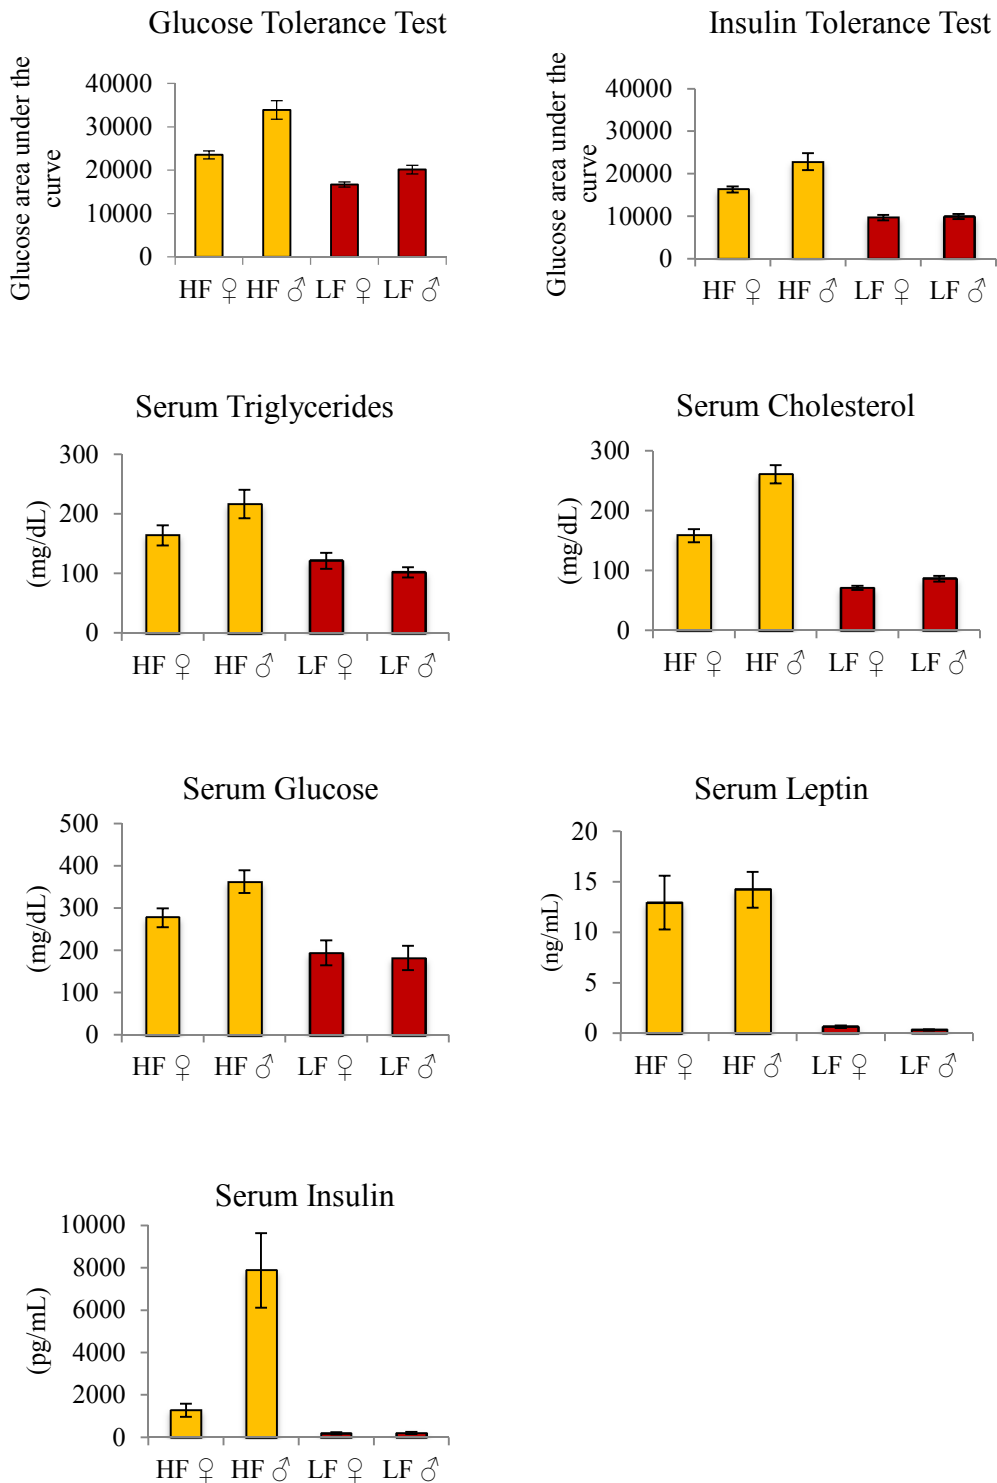 Glucose Tolerance Test
Glucose area under the
curve
40000
30000
20000
10000
0
HF ♀ HF ♂ LF ♀ LF ♂
Insulin Tolerance Test
Glucose area under the
curve
40000
30000
20000
10000
0
HF ♀ HF ♂ LF ♀ LF ♂
Serum Triglycerides
(mg/dL)
300
200
100
0
HF ♀ HF ♂ LF ♀ LF ♂
Serum Cholesterol
(mg/dL)
300
200
100
0
HF ♀ HF ♂ LF ♀ LF ♂
Serum Glucose
(mg/dL)
500
400
300
200
100
0
HF ♀ HF ♂ LF ♀ LF ♂
Serum Leptin
(ng/mL)
20
15
10
5
0
HF ♀ HF ♂ LF ♀ LF ♂
Serum Insulin
(pg/mL)
10000
8000
6000
4000
2000
0
HF ♀ HF ♂ LF ♀ LF ♂